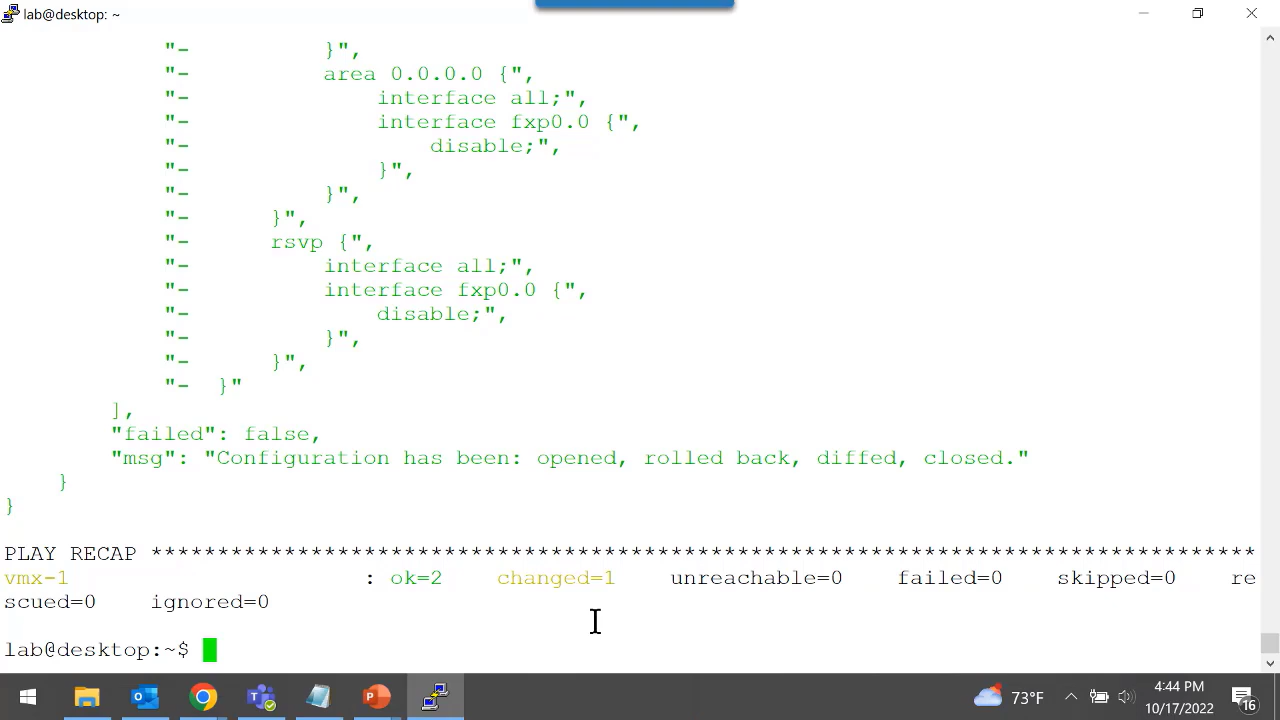 lab@desktop: ~
"-          }",
"-          area 0.0.0.0 {",
"-              interface all;",",
"-              interface fxp0.0 {",
"-                  disable;",",
"-              }",
"-          }",
"-      }",
"-      rsvp {",
"-          interface all;",",
"-          interface fxp0.0 {",
"-              disable;",",
"-          }",
"-      }",
"-  }"
],
"failed": false,
"msg": "Configuration has been: opened, rolled back, diffed, closed."
}
}
PLAY RECAP ***********************************************************************************
vmx-1                      : ok=2    changed=1    unreachable=0    failed=0    skipped=0    re
scued=0    ignored=0
lab@desktop:~$
73°F
4:44 PM
10/17/2022
16